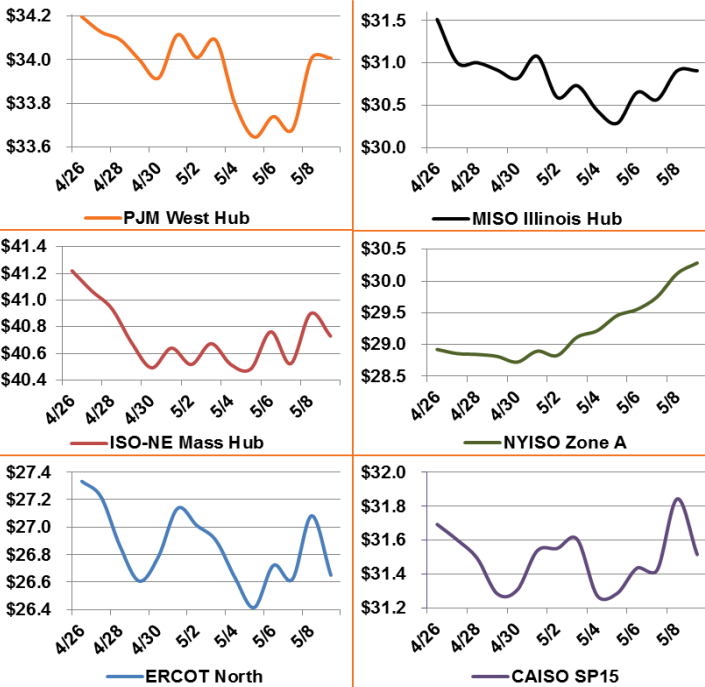 $34.2
$34.0
$33.8
$33.6
4/26 4/28 4/30 5/2 5/4 5/6 5/8
PJM West Hub
$31.5
$31.0
$30.5
$30.0
4/26 4/28 4/30 5/2 5/4 5/6 5/8
MISO Illinois Hub
$41.4
$41.2
$41.0
$40.8
$40.6
$40.4
4/26 4/28 4/30 5/2 5/4 5/6 5/8
ISO-NE Mass Hub
$30.5
$30.0
$29.5
$29.0
$28.5
4/26 4/28 4/30 5/2 5/4 5/6 5/8
NYISO Zone A
$27.4
$27.2
$27.0
$26.8
$26.6
$26.4
4/26 4/28 4/30 5/2 5/4 5/6 5/8
ERCOT North
$32.0
$31.8
$31.6
$31.4
$31.2
4/26 4/28 4/30 5/2 5/4 5/6 5/8
CAISO SP15